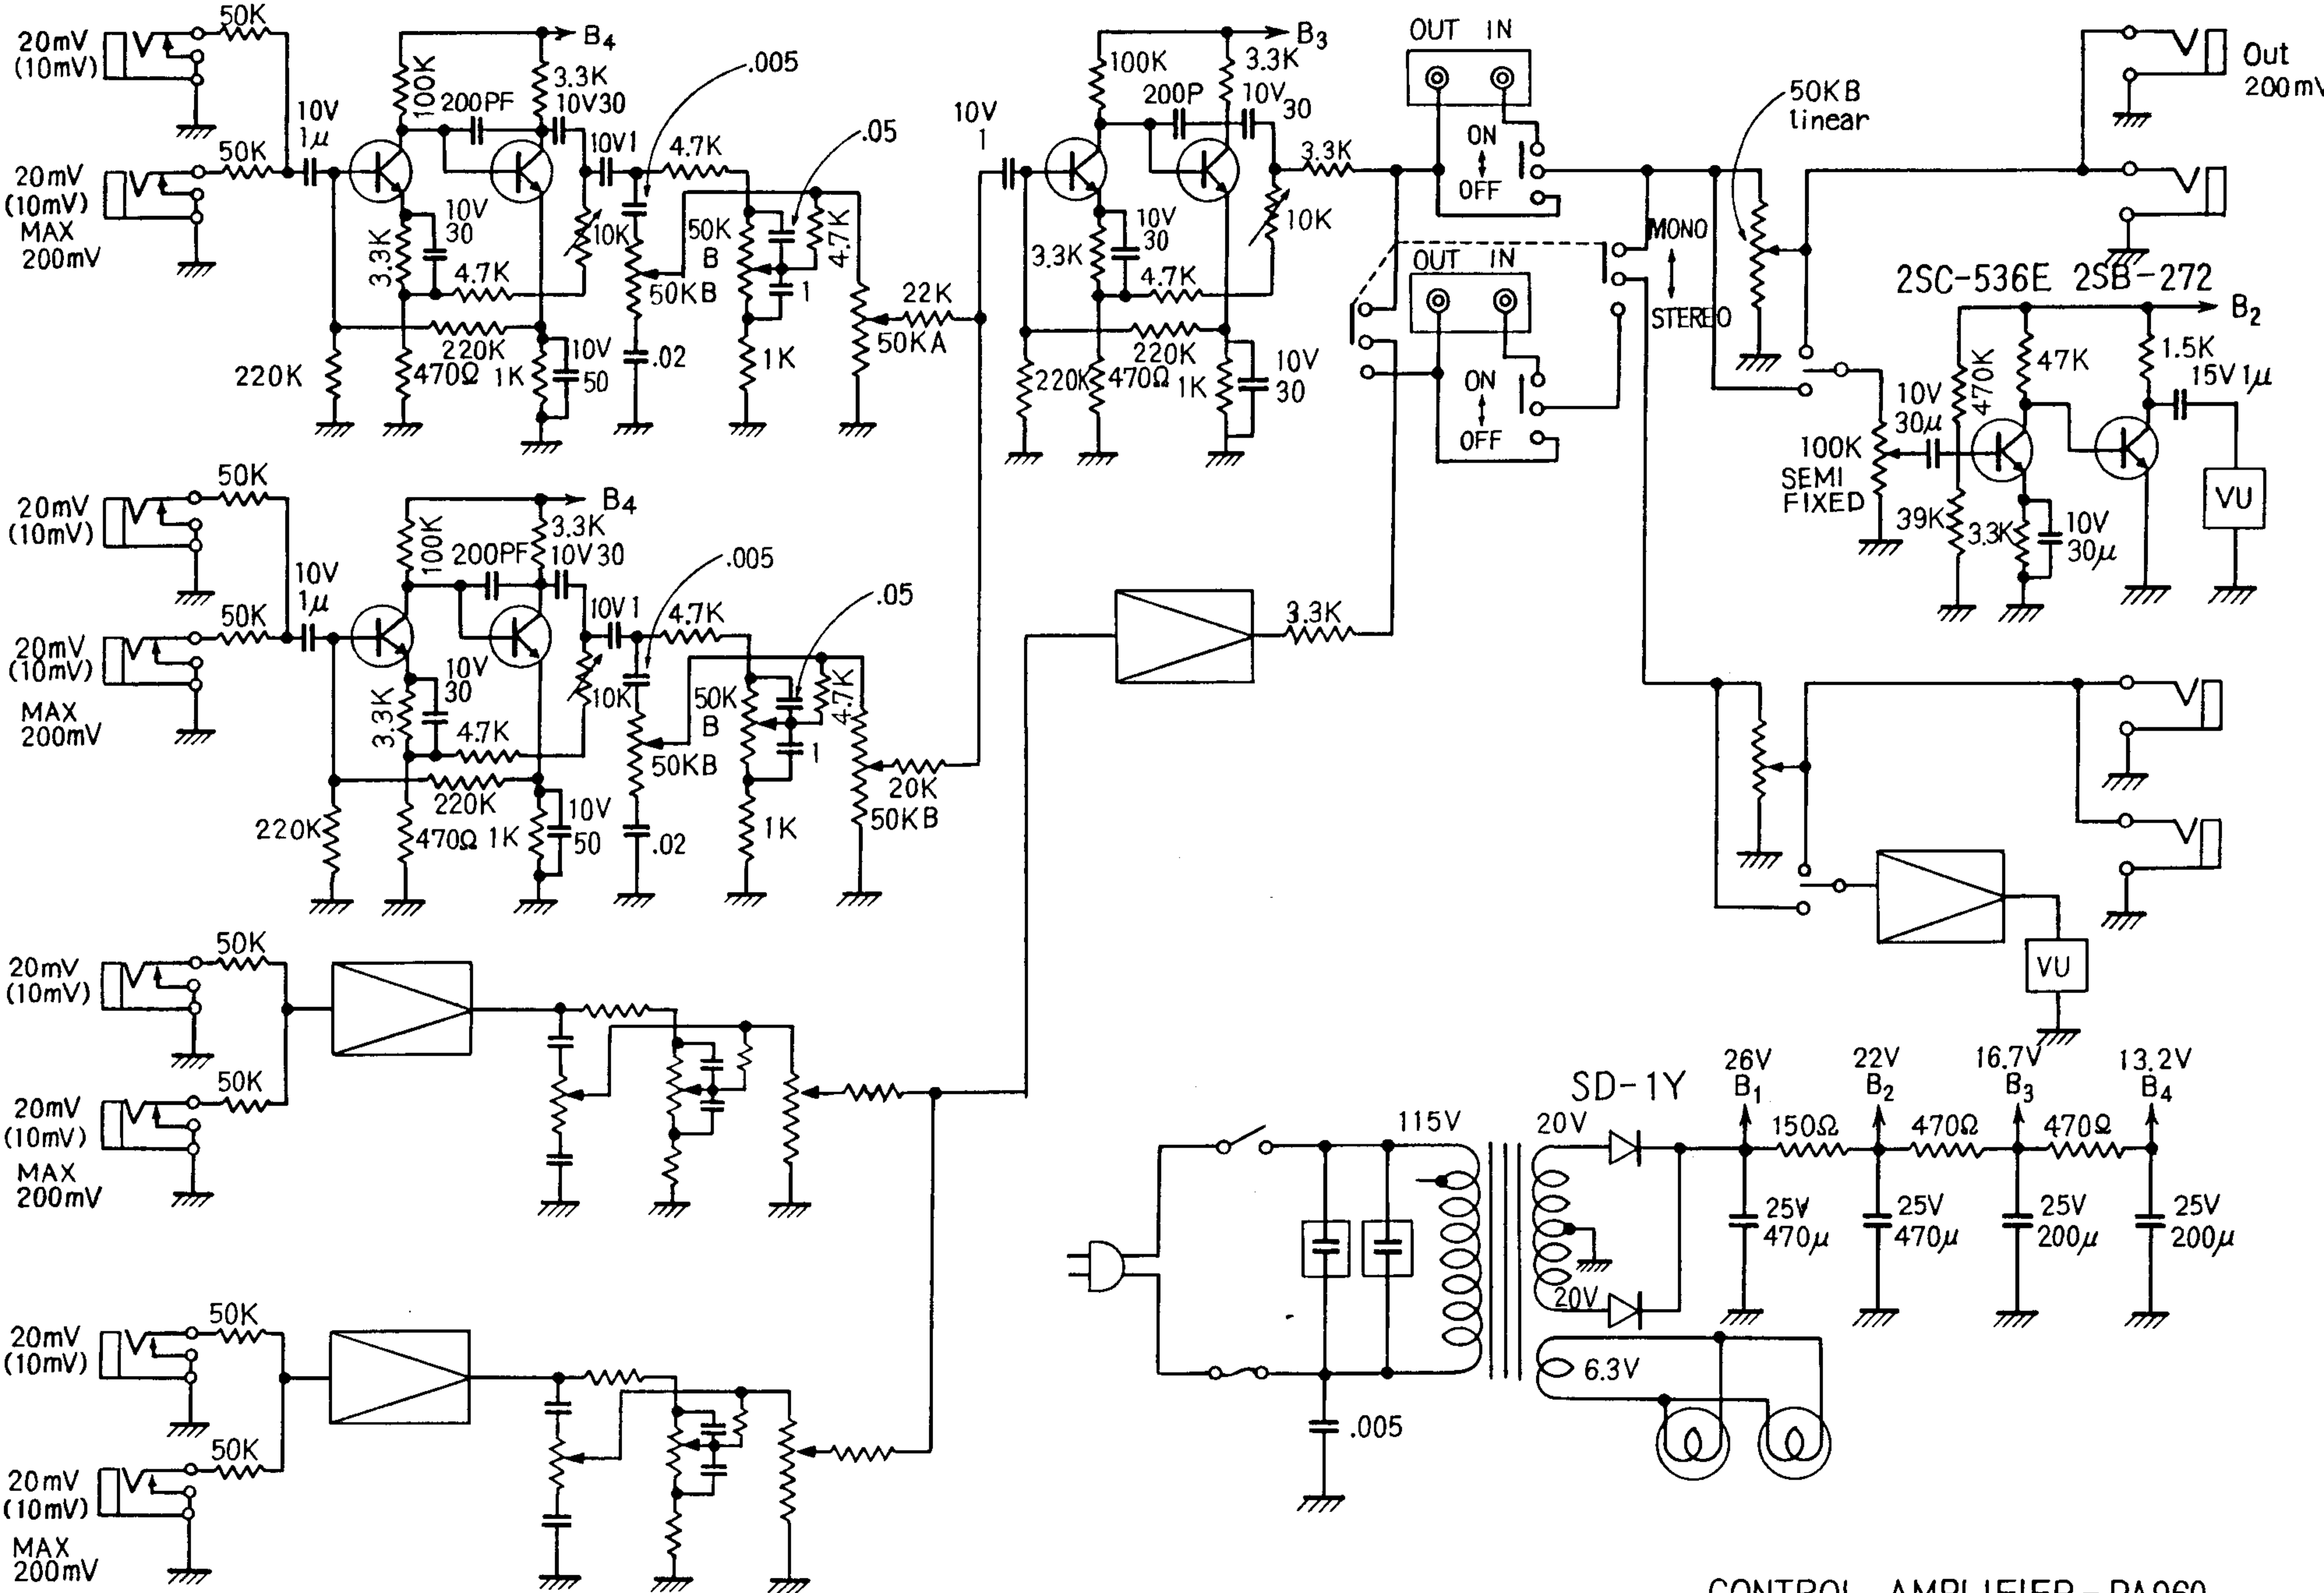 50K
20mV
(10mV)
50K
20mV
(10mV)
MAX
200mV
10V
1μ
100K
B4
3.3K
200PF
10V30
.005
10V1
4.7K
.05
10V
30
3.3K
10K
50K
B
4.7K
4.7K
50KB
1
22K
50KA
220K
220K
470Ω
1K
10V
50
.02
1K
10V
1
B3
100K
3.3K
200P
10V
30
3.3K
10V
30
3.3K
10K
4.7K
220K
220K
470Ω
1K
10V
30
OUT IN
ON
OFF
OUT IN
ON
OFF
MONO
STEREO
50KB
linear
Out
200mV
2SC-536E 2SB-272
B2
470K
47K
1.5K
15V1μ
10V
30μ
100K
SEMI
FIXED
39K
3.3K
10V
30μ
VU
50K
20mV
(10mV)
50K
20mV
(10mV)
MAX
200mV
10V
1μ
100K
B4
3.3K
200PF
10V30
.005
10V1
4.7K
.05
10V
30
3.3K
10K
50K
B
4.7K
4.7K
50KB
1
20K
50KB
220K
220K
470Ω
1K
10V
50
.02
1K
3.3K
VU
50K
20mV
(10mV)
50K
20mV
(10mV)
MAX
200mV
50K
20mV
(10mV)
50K
20mV
(10mV)
MAX
200mV
115V
SD-1Y
20V
20V
6.3V
.005
26V
B1
22V
B2
16.7V
B3
13.2V
B4
150Ω
470Ω
470Ω
25V
470μ
25V
470μ
25V
200μ
25V
200μ
CONTROL AMPLIFIER-PA960